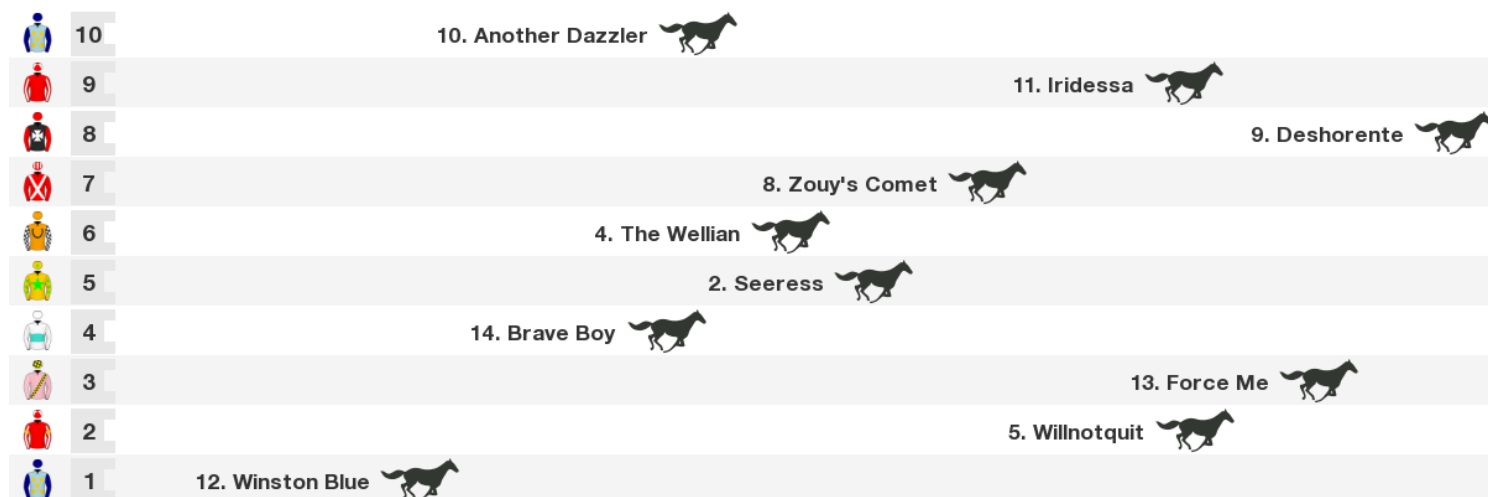 10 10. Another Dazzler
9 11. Iridessa
8 9. Deshorente
7 8. Zouy's Comet
6 4. The Wellian
5 2. Seeress
4 14. Brave Boy
3 13. Force Me
2 5. Willnotquit
1 12. Winston Blue